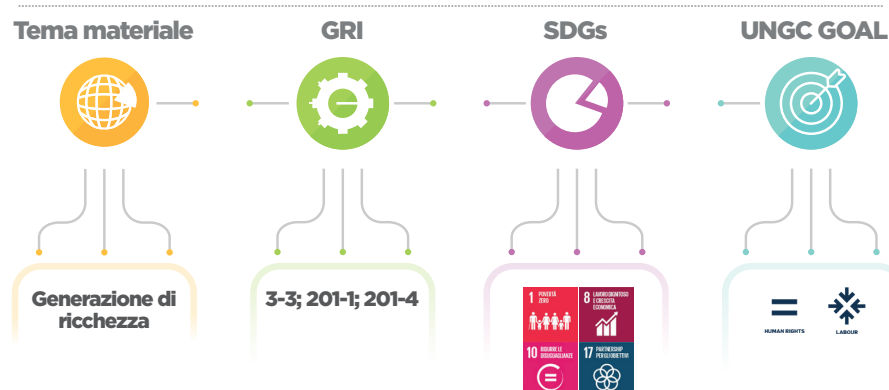 Tema materiale
GRI
SDGs
UNGC GOAL
Generazione di
ricchezza
3-3; 201-1; 201-4
1 POVERTÀ
ZERO
8 LAVORO DIGNITOSO
E CRESCITA
ECONOMICA
10 RIDURRE LE
DISUGUAGLIANZE
17 PARTNERSHIP
PER GLI OBIETTIVI
HUMAN RIGHTS
LABOUR